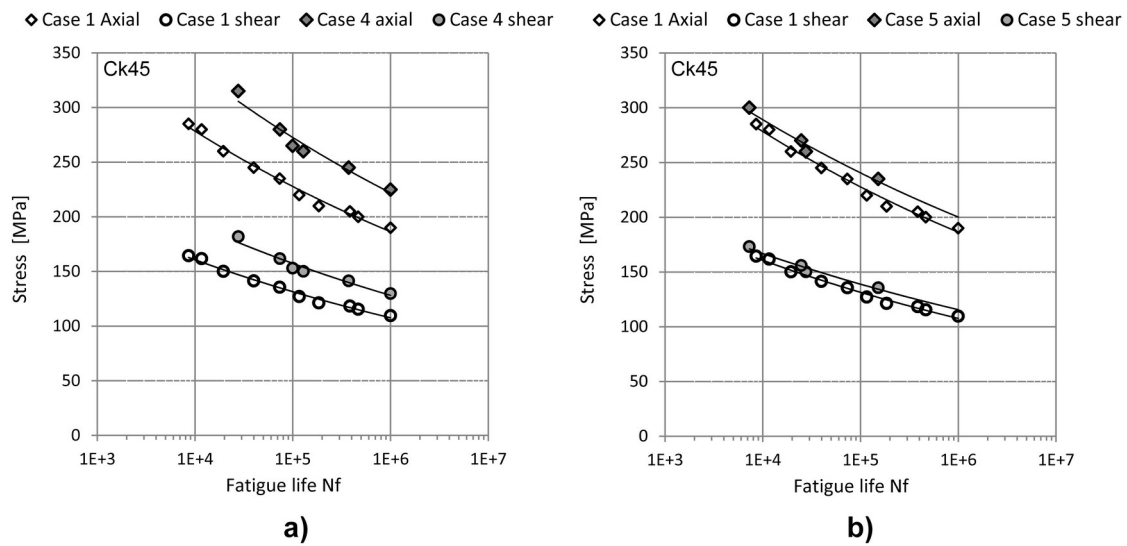 Case 1 Axial Case 1 shear Case 4 axial Case 4 shear
350
300
250
200
150
100
50
0
Stress [MPa]
Ck45
1E+3 1E+4 1E+5 1E+6 1E+7
Fatigue life Nf
a)
Case 1 Axial Case 1 shear Case 5 axial Case 5 shear
350
300
250
200
150
100
50
0
Stress [MPa]
Ck45
1E+3 1E+4 1E+5 1E+6 1E+7
Fatigue life Nf
b)